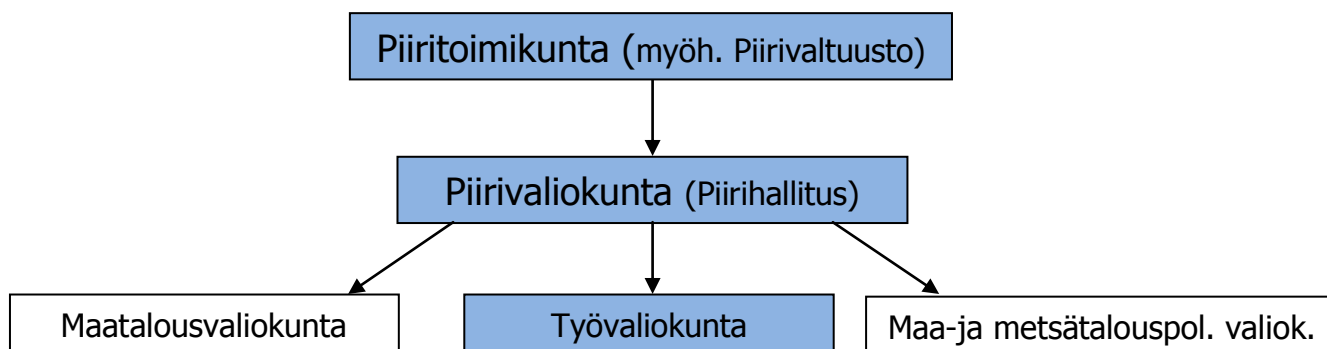 Piiritoimikunta (myöh. Piirivaltuusto)
Piirivaliokunta (Piirihallitus)
Maatalousvaliokunta
Työvaliokunta
Maa-ja metsätalouspol. valiok.